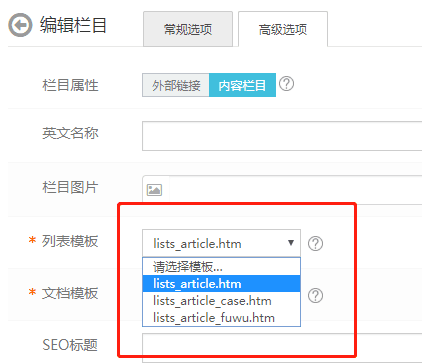 编辑栏目 常规选项 高级选项
栏目属性 外部链接 内容栏目 ?
英文名称
栏目图片
* 列表模板 lists_article.htm ▼ ?
请选择模板...
lists_article.htm
* 文档模板 ?
lists_article_case.htm
lists_article_fuwu.htm
SEO标题